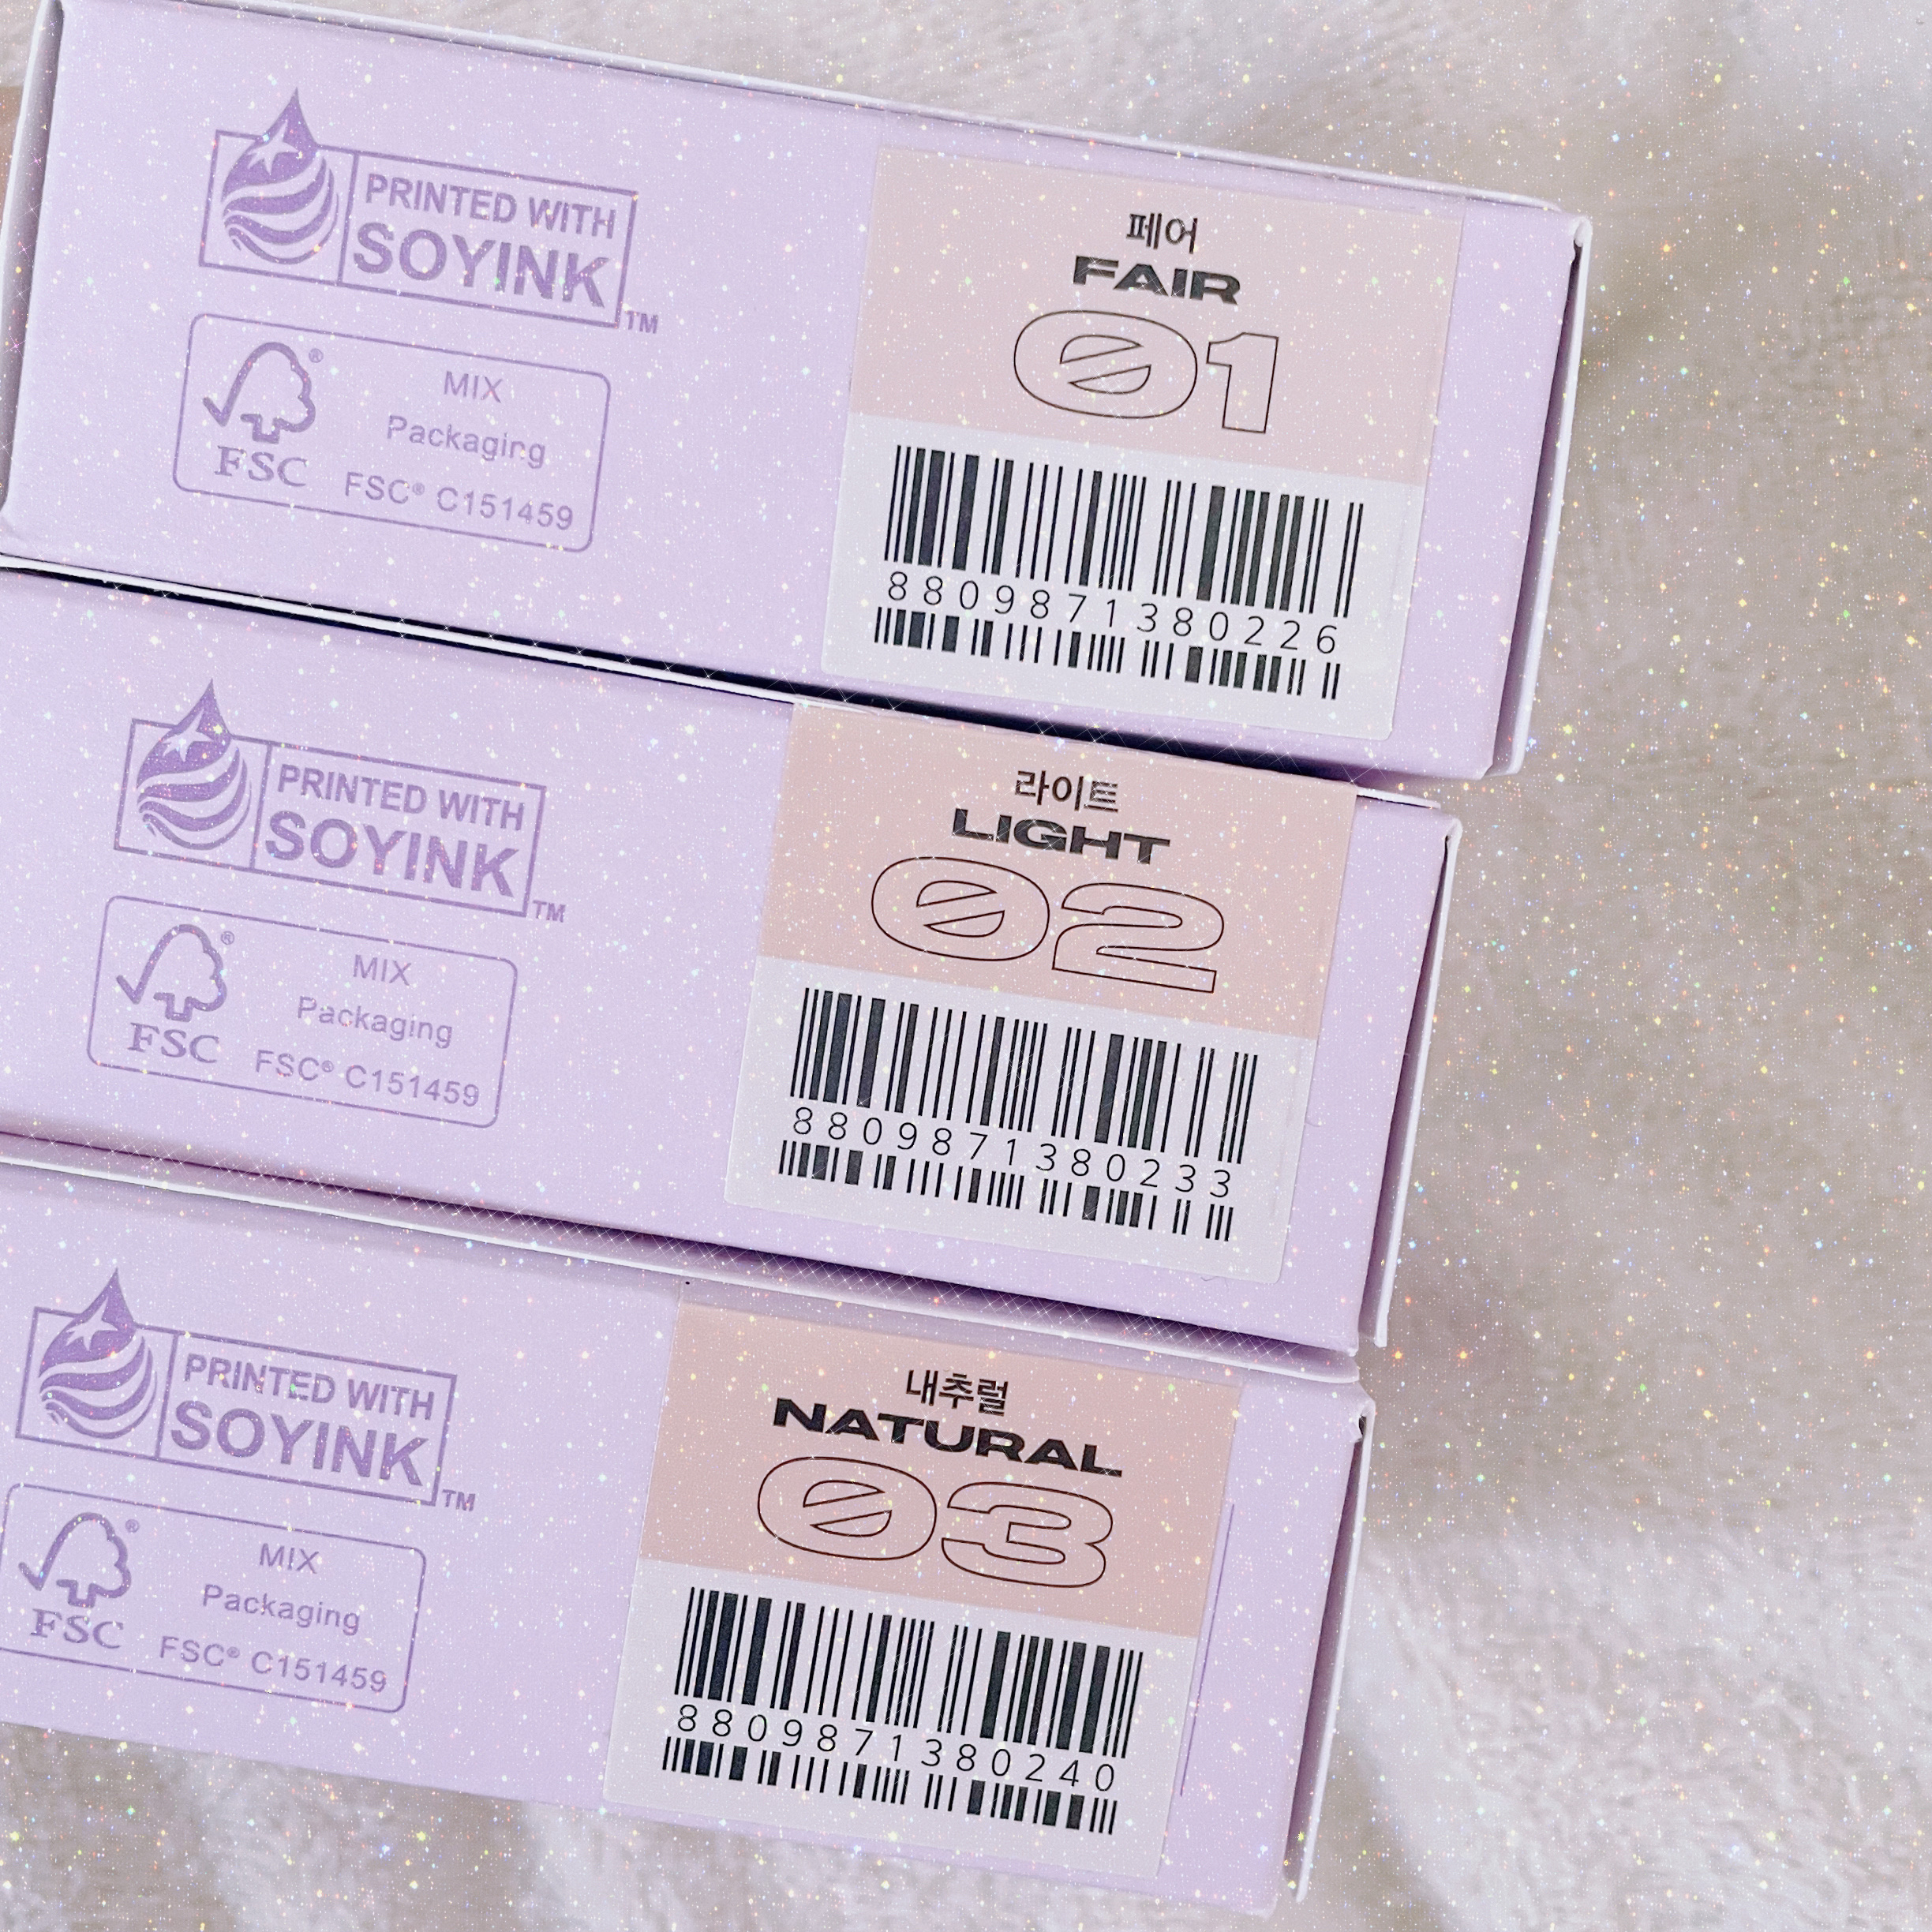 PRINTED WITH
SOYINK
TM
MIX
Packaging
FSC® C151459
FSC
®
페어
FAIR
01
8809871380226
PRINTED WITH
SOYINK
TM
MIX
Packaging
FSC® C151459
FSC
®
라이트
LIGHT
02
8809871380233
PRINTED WITH
SOYINK
TM
MIX
Packaging
FSC® C151459
FSC
®
내추럴
NATURAL
03
8809871380240